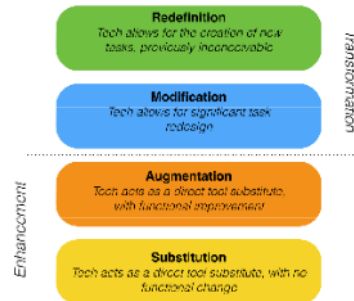 Redefinition
Tech allows for the creation of new
tasks, previously inconceivable
Transformation
Modification
Tech allows for significant task
redesign
Augmentation
Tech acts as a direct tool substitute,
with functional improvement
Enhancement
Substitution
Tech acts as a direct tool substitute, with no
functional change